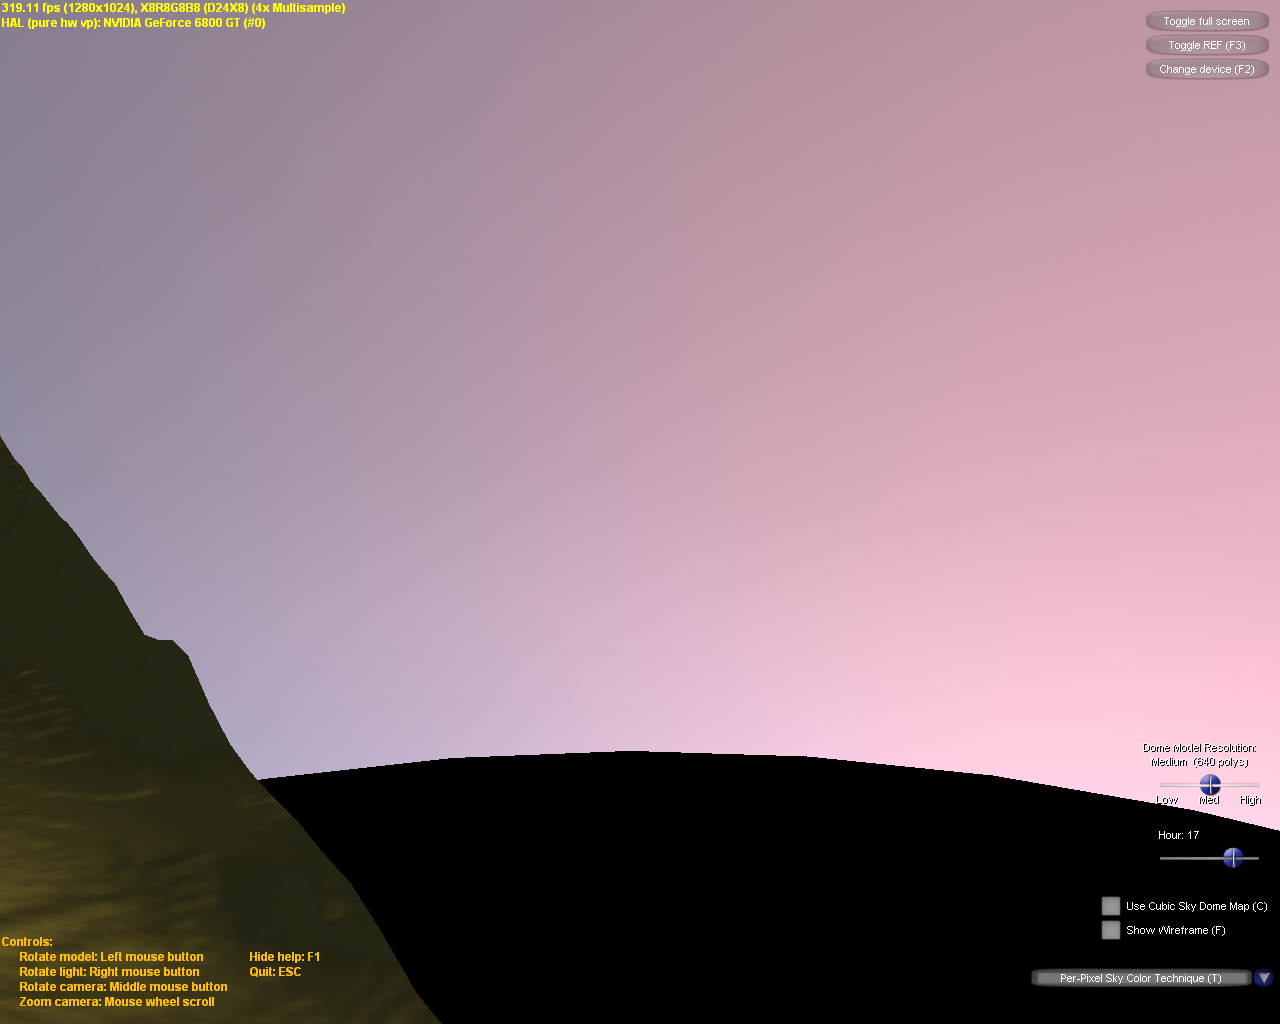 319.11 fps (1280x1024), X8R8G8B8 (D24X8) (4x Multisample)
HAL (pure hw vp): NVIDIA GeForce 6800 GT (#0)
Toggle full screen
Toggle REF (F3)
Change device (F2)
Dome Model Resolution:
Medium (640 polys)
Low Med High
Hour: 17
Use Cubic Sky Dome Map (C)
Show Wireframe (F)
Per-Pixel Sky Color Technique (T)
Controls:
Rotate model: Left mouse button Hide help: F1
Rotate light: Right mouse button Quit: ESC
Rotate camera: Middle mouse button
Zoom camera: Mouse wheel scroll